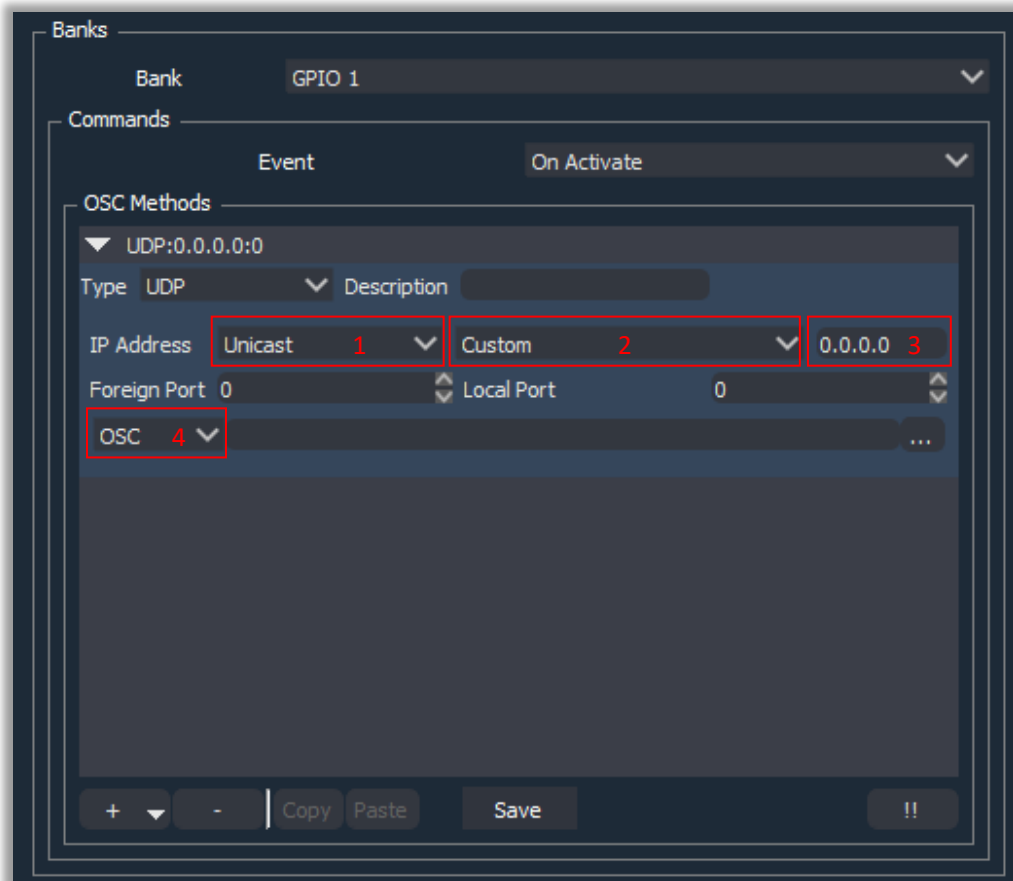 Banks
Bank GPIO 1
Commands
Event On Activate
OSC Methods
UDP:0.0.0.0:0
Type UDP Description
IP Address Unicast 1 Custom 2 0.0.0.0 3
Foreign Port 0 Local Port 0
OSC 4 ...
+ - Copy Paste Save !!